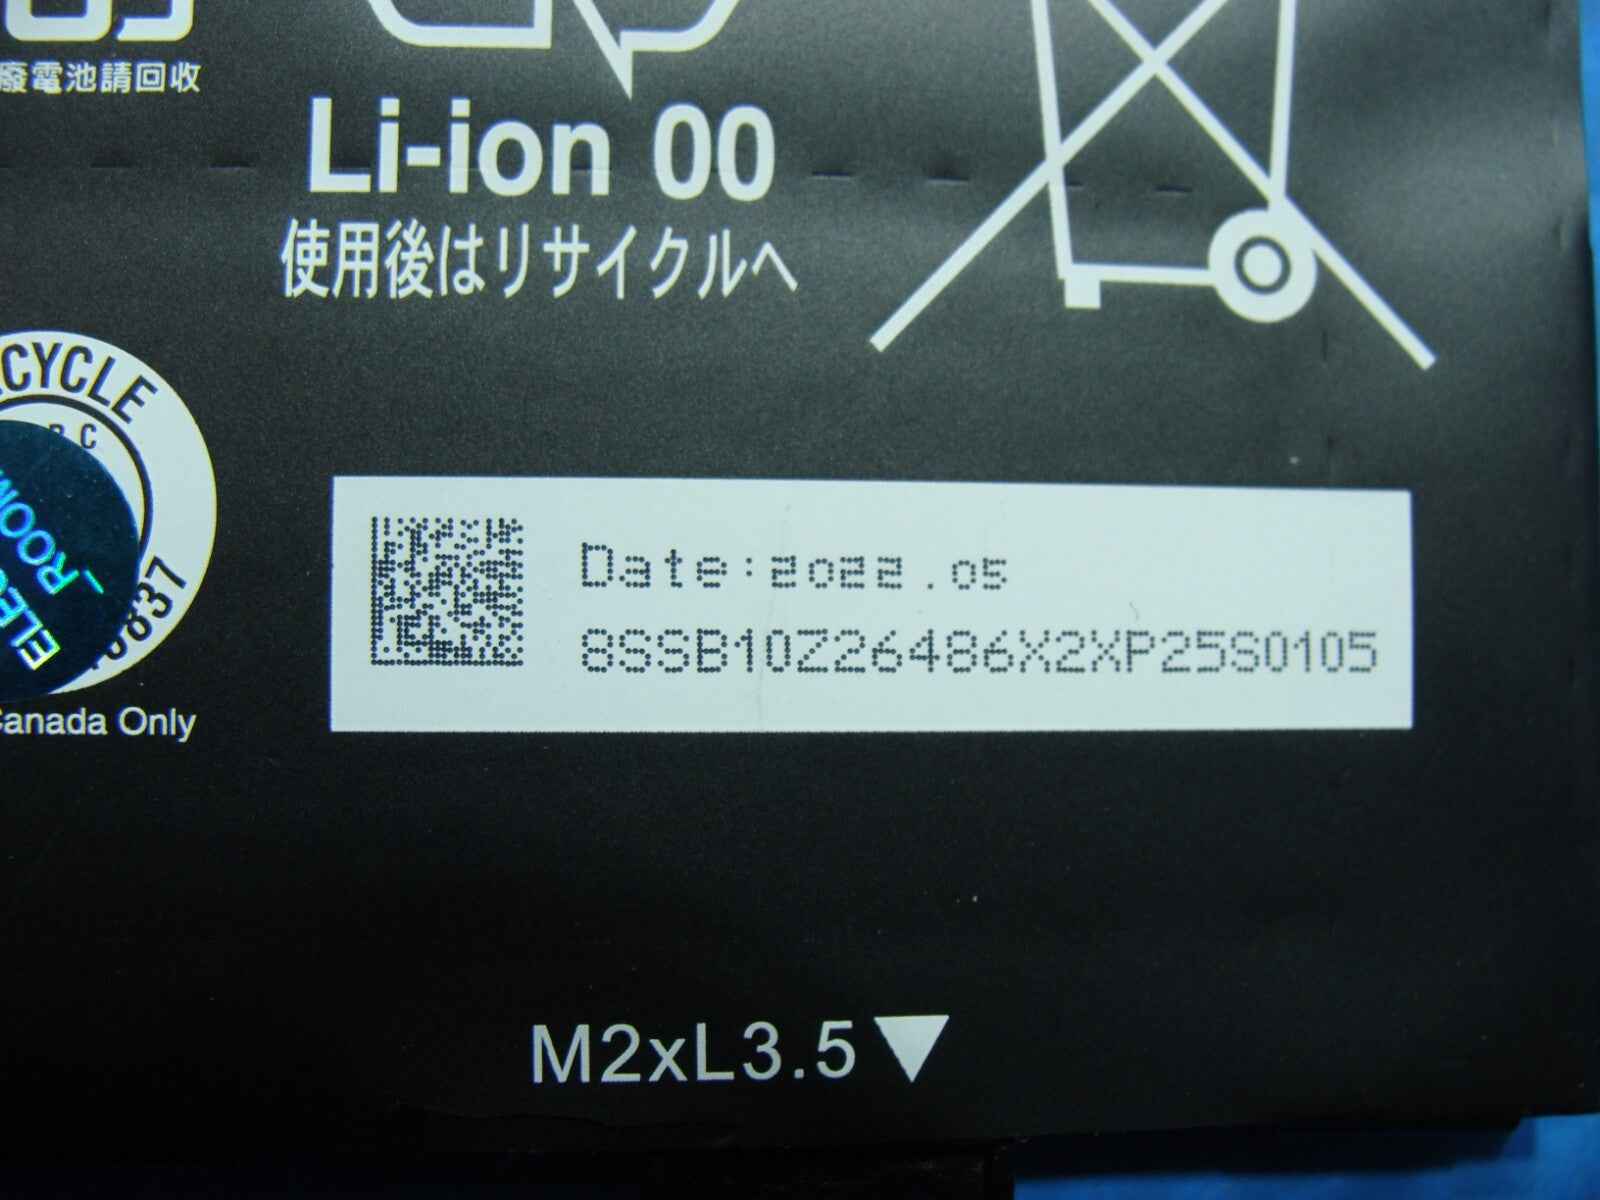 廢電池請回收
Li-ion 00
使用後はリサイクルへ
CYCLE
Date:2022.05
8SSB10Z26486X2XP25S0105
837
Canada Only
M2xL3.5